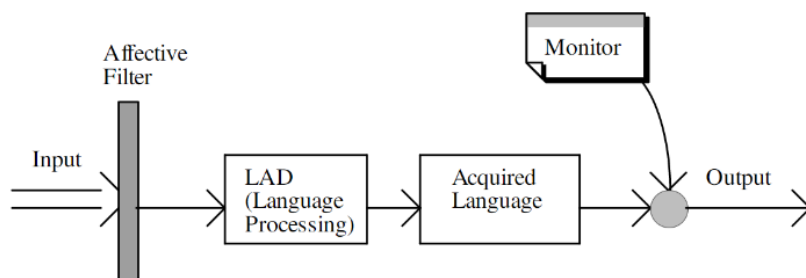 Affective
Filter
Monitor
Input
LAD
(Language
Processing)
Acquired
Language
Output